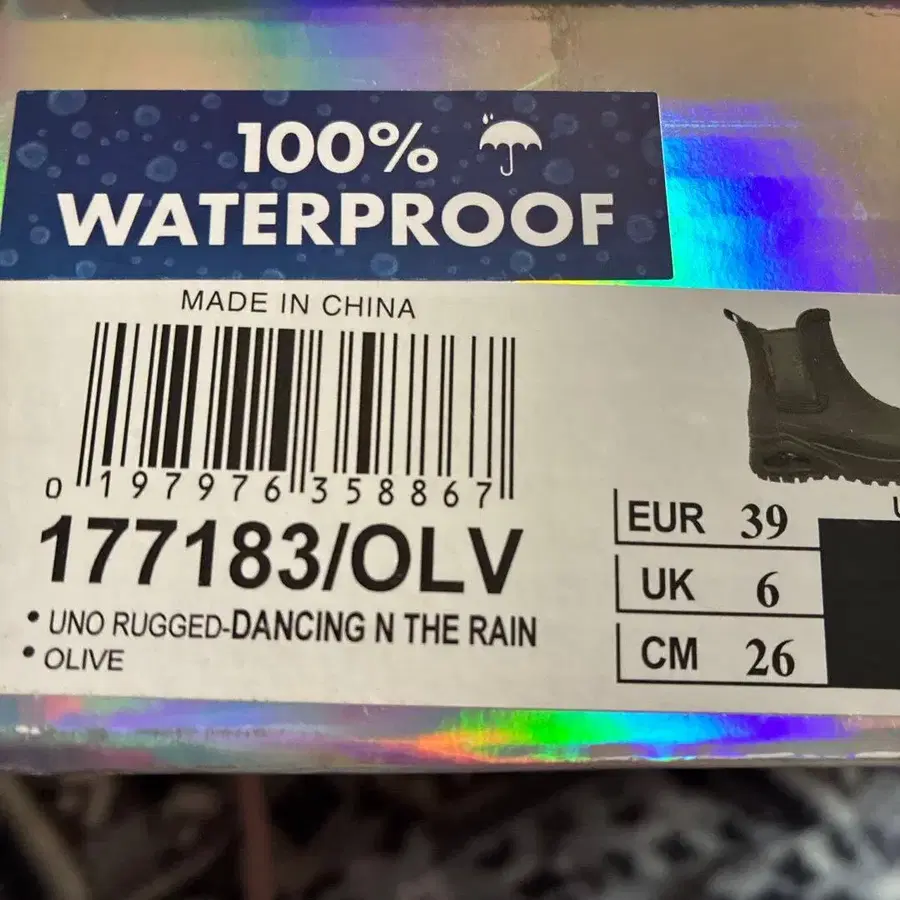 100%
WATERPROOF
MADE IN CHINA
0 197976 358867
177183/OLV
• UNO RUGGED-DANCING N THE RAIN
• OLIVE
EUR 39
UK 6
CM 26